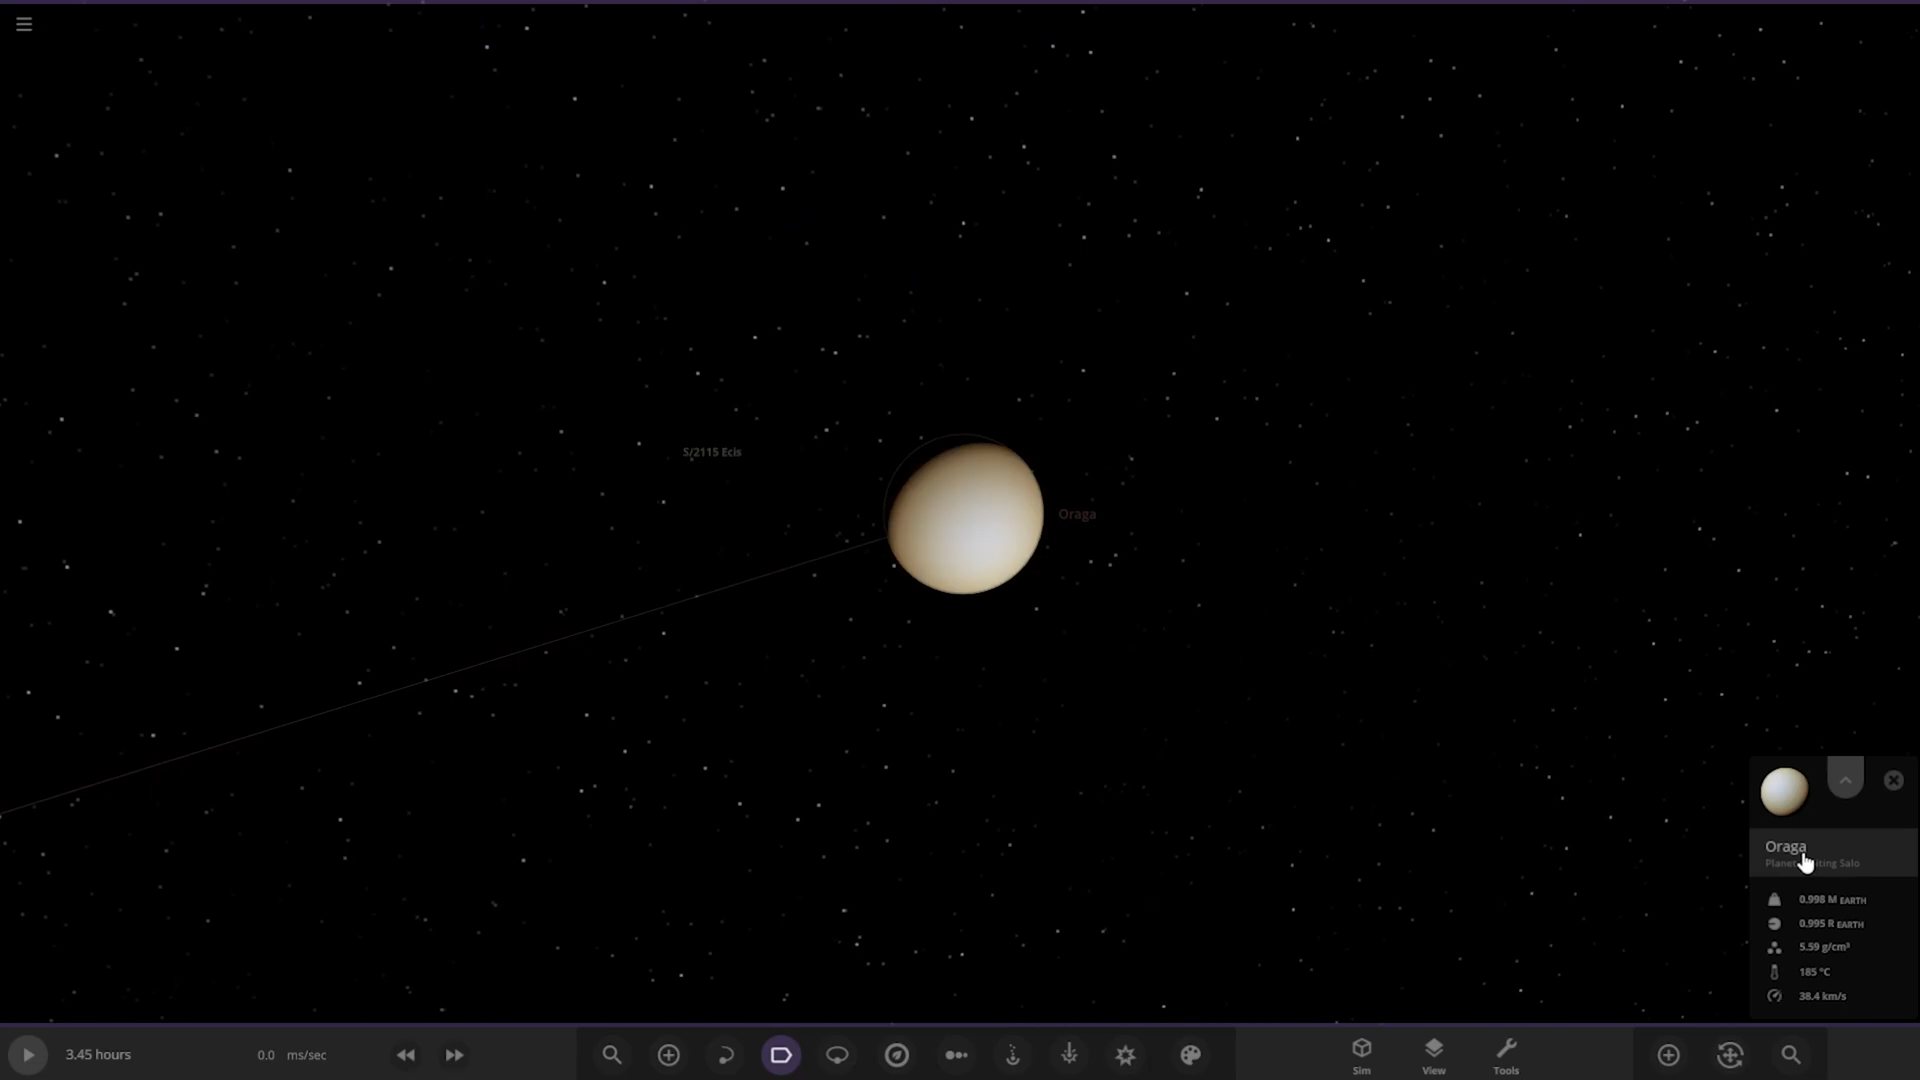 S/2115 Ecis
Oraga
Oraga
Salo
0.998 M EARTH
0.995 R EARTH
5.59 g/cm³
185 °C
38.4 km/s
3.45 hours
0.0 ms/sec
Sim
View
Tools